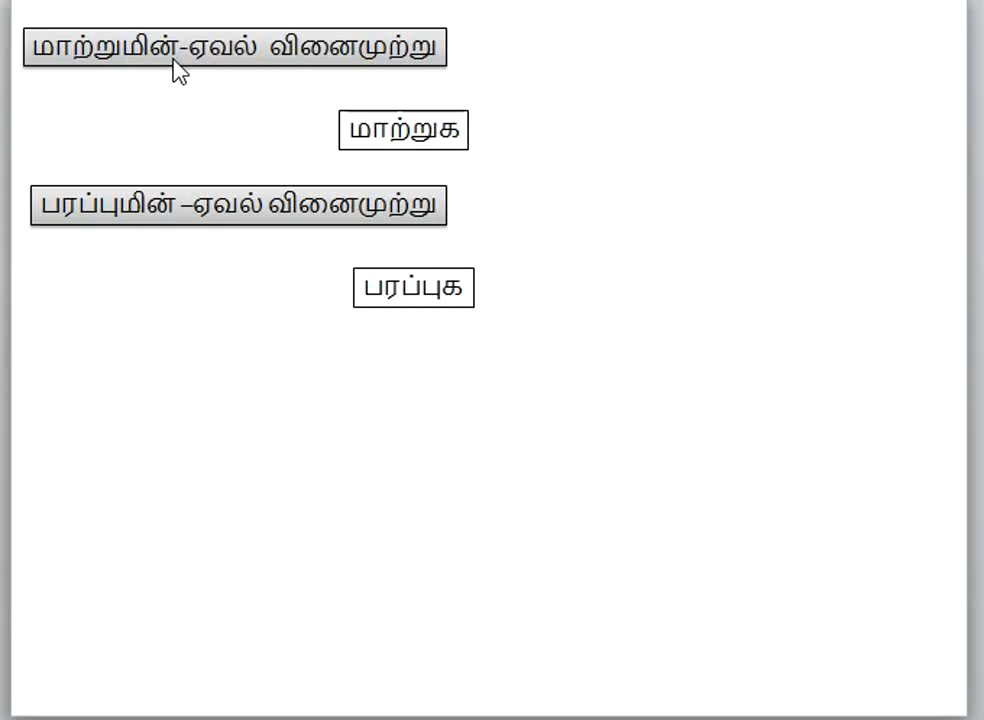 மாற்றுமின்-ஏவல் வினைமுற்று
மாற்றுக
பரப்புமின் –ஏவல் வினைமுற்று
பரப்புக